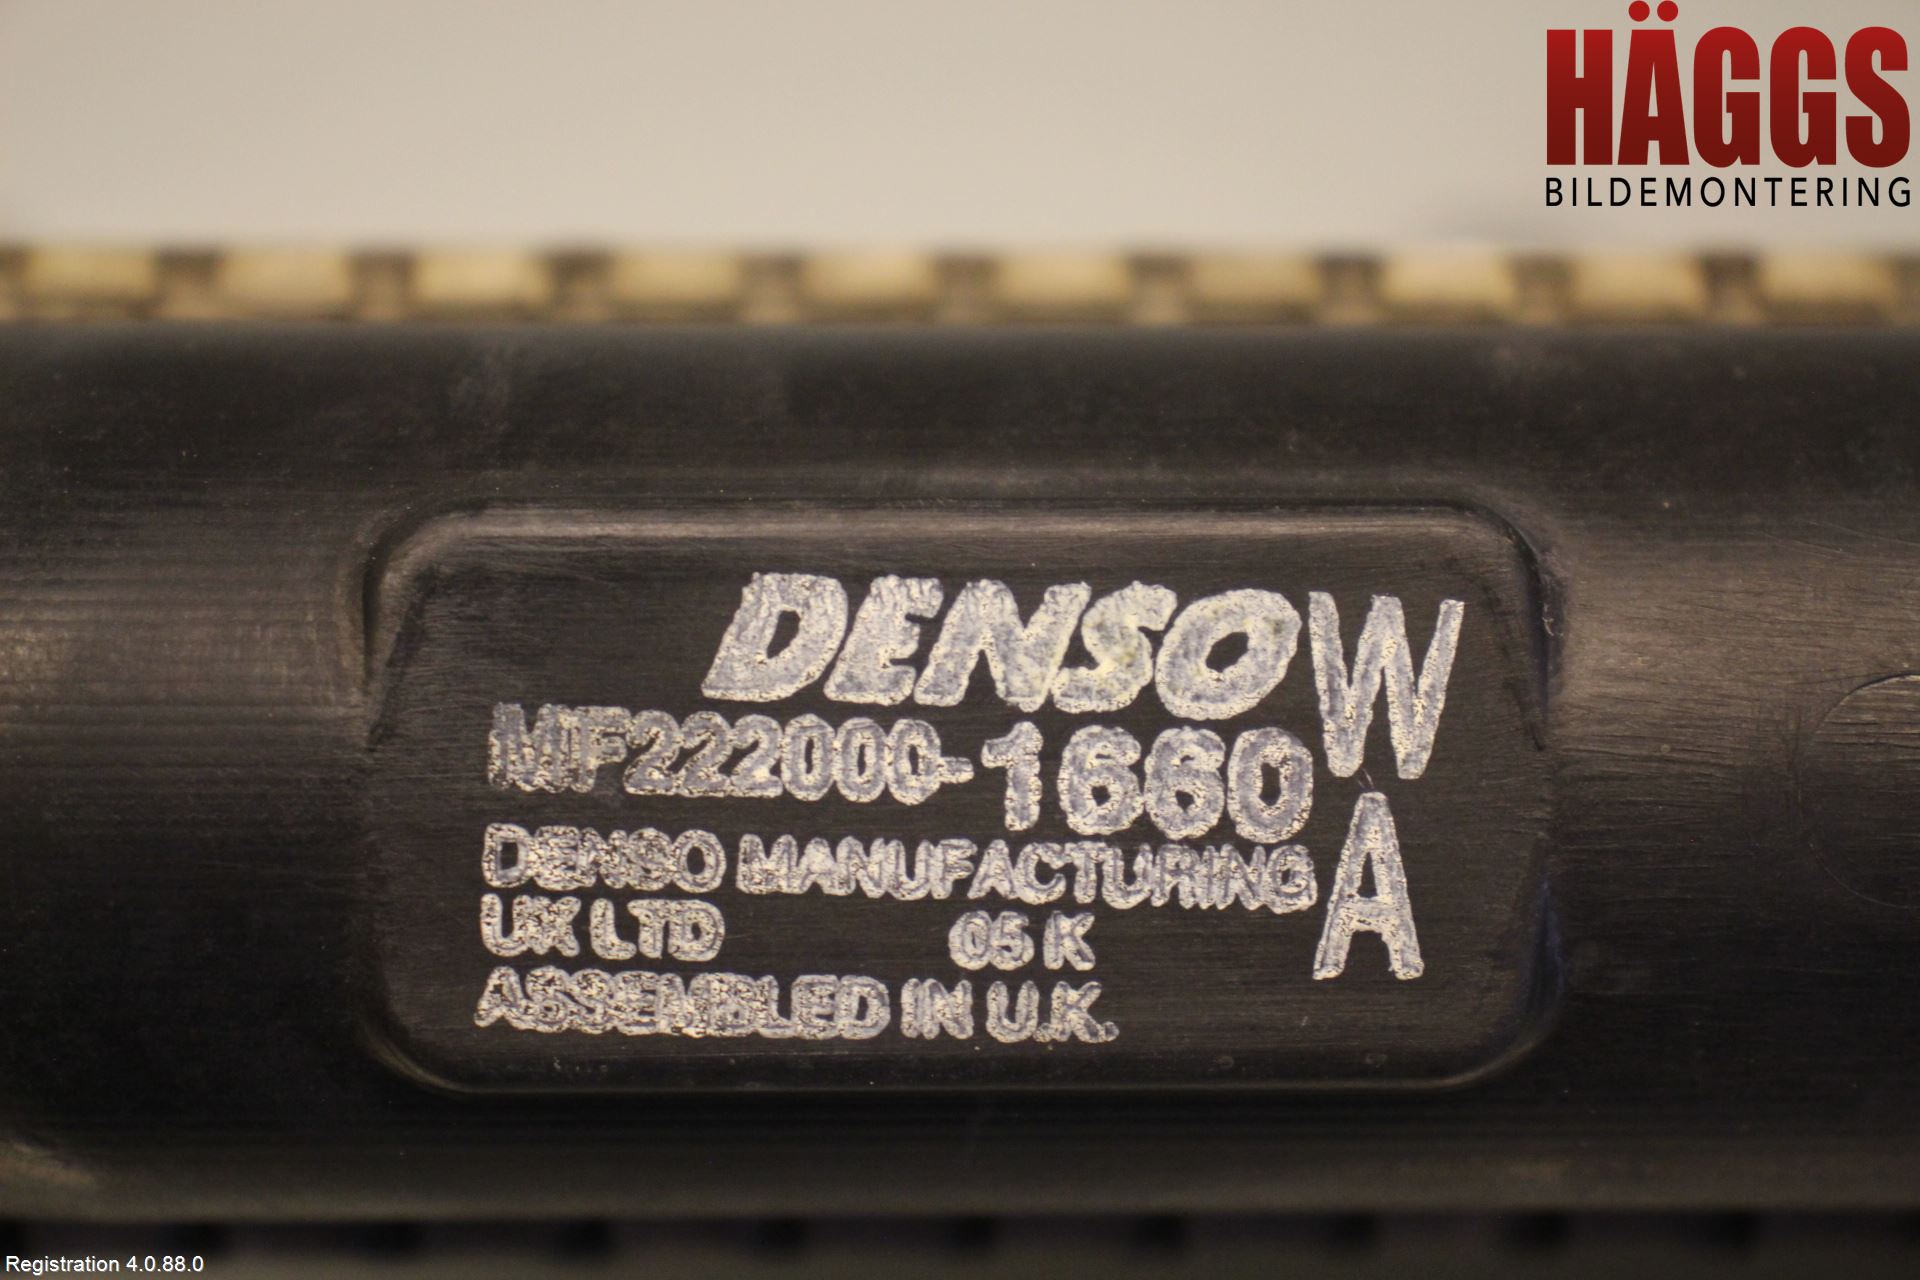 HÄGGS
BILDEMONTERING
DENSO W
MF222000-1660
DENSO MANUFACTURING A
UK LTD 05 K
ASSEMBLED IN U.K.
Registration 4.0.88.0